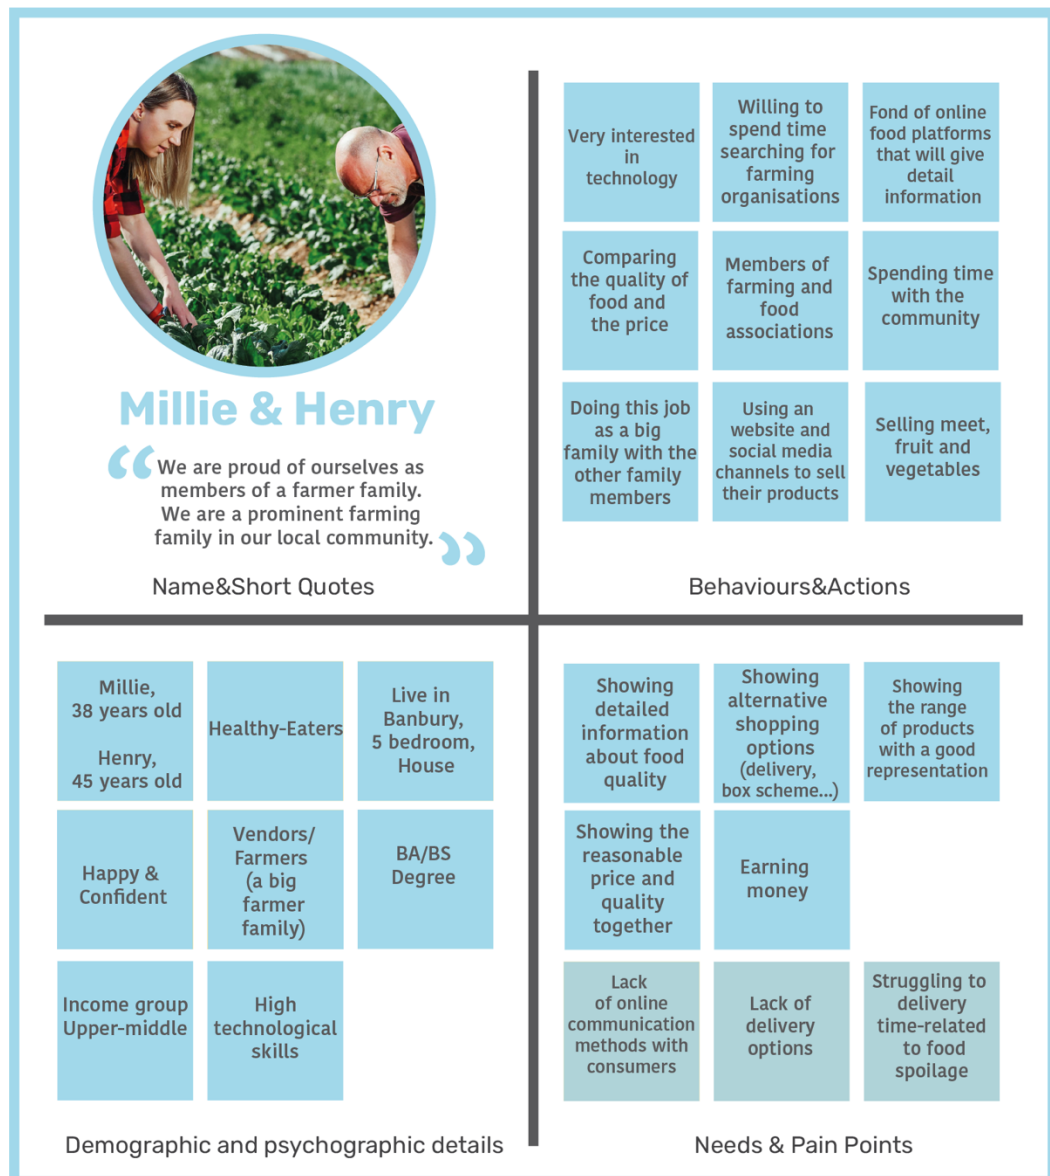 Millie & Henry
“
We are proud of ourselves as
members of a farmer family.
We are a prominent farming
family in our local community.
”
Name&Short Quotes
Very interested
in
technology
Willing to
spend time
searching for
farming
organisations
Fond of online
food platforms
that will give
detail
information
Comparing
the quality of
food and
the price
Members of
farming and
food
associations
Spending time
with the
community
Doing this job
as a big
family with the
other family
members
Using an
website and
social media
channels to sell
their products
Selling meet,
fruit and
vegetables
Behaviours&Actions
Millie,
38 years old
Henry,
45 years old
Healthy-Eaters
Live in
Banbury,
5 bedroom,
House
Happy &
Confident
Vendors/
Farmers
(a big
farmer
family)
BA/BS
Degree
Income group
Upper-middle
High
technological
skills
Demographic and psychographic details
Showing
detailed
information
about food
quality
Showing
alternative
shopping
options
(delivery,
box scheme...)
Showing
the range
of products
with a good
representation
Showing the
reasonable
price and
quality
together
Earning
money
Lack
of online
communication
methods with
consumers
Lack of
delivery
options
Struggling to
delivery
time-related
to food
spoilage
Needs & Pain Points